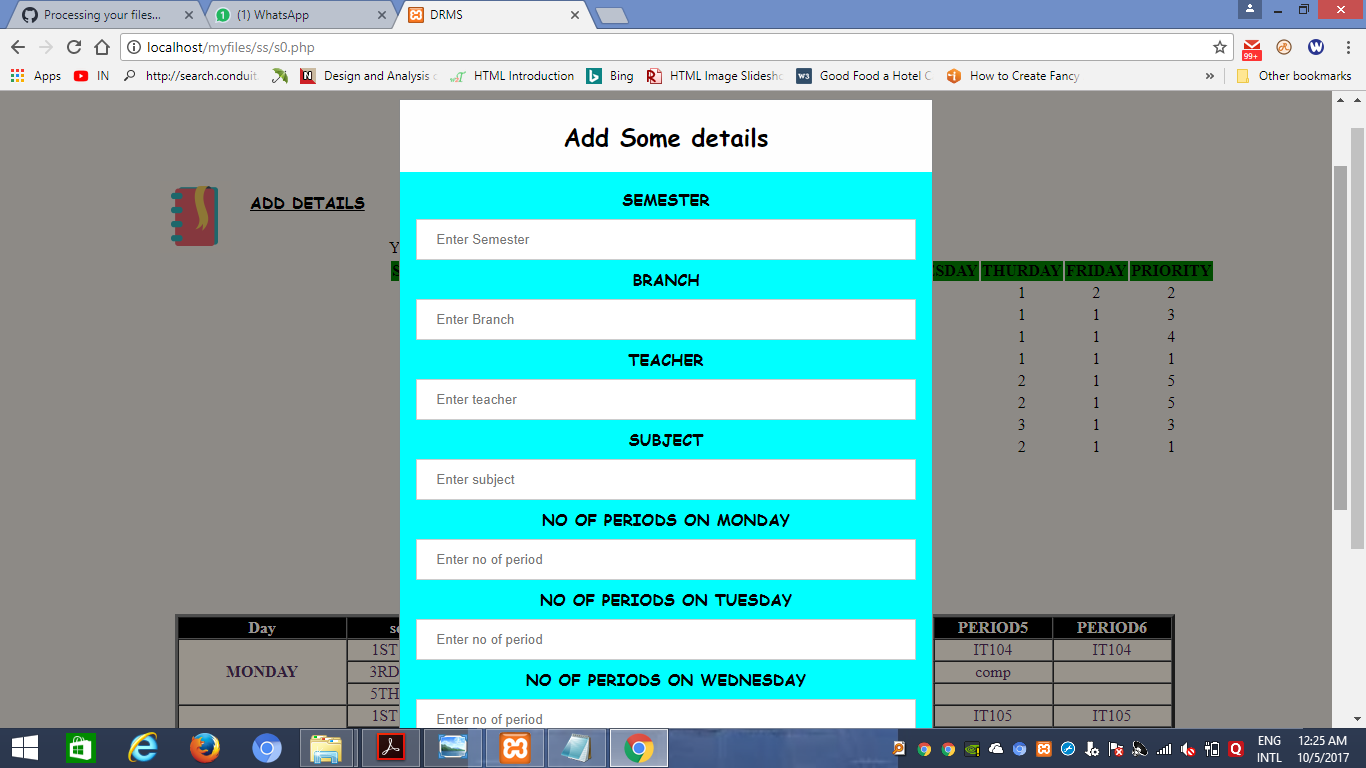 Processing your files...
(1) WhatsApp
DRMS
localhost/myfiles/ss/s0.php
99+
Apps
IN
http://search.conduit
Design and Analysis
HTML Introduction
Bing
HTML Image Slidesh
w3
Good Food a Hotel
How to Create Fancy
»
Other bookmarks
Add Some details
ADD DETAILS
SEMESTER
Enter Semester
BRANCH
Enter Branch
TEACHER
Enter teacher
SUBJECT
Enter subject
NO OF PERIODS ON MONDAY
Enter no of period
NO OF PERIODS ON TUESDAY
Enter no of period
NO OF PERIODS ON WEDNESDAY
Enter no of period
Y
S
SDAY THURDAY FRIDAY PRIORITY
1 2 2
1 1 3
1 1 4
1 1 1
2 1 5
2 1 5
3 1 3
2 1 1
Day PERIOD5 PERIOD6
MONDAY 1ST IT104 IT104
3RD comp
5TH
1ST IT105 IT105
ENG 12:25 AM
INTL 10/5/2017